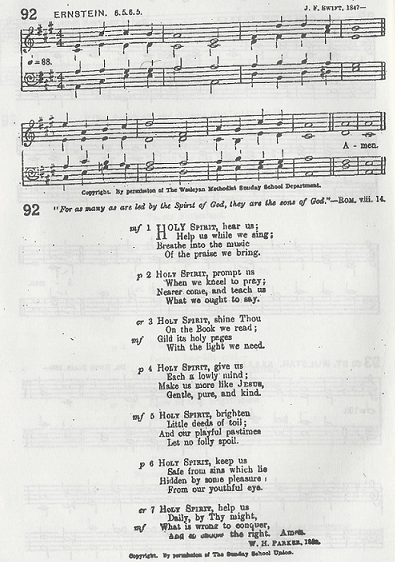 92 ERNSTEIN. 6.5.6.5. J. F. SWIFT, 1847—
= 88.
A - men.
Copyright. By permission of The Wesleyan Methodist Sunday School Department.
92 "For as many as are led by the Spirit of God, they are the sons of God."—ROM. viii. 14.
mf 1 HOLY SPIRIT, hear us;
Help us while we sing;
Breathe into the music
Of the praise we bring.
p 2 HOLY SPIRIT, prompt us
When we kneel to pray;
Nearer come, and teach us
What we ought to say.
cr 3 HOLY SPIRIT, shine Thou
On the Book we read;
mf Gild its holy pages
With the light we need.
p 4 HOLY SPIRIT, give us
Each a lowly mind;
Make us more like JESUS,
Gentle, pure, and kind.
mf 5 HOLY SPIRIT, brighten
Little deeds of toil;
And our playful pastimes
Let no folly spoil.
p 6 HOLY SPIRIT, keep us
Safe from sins which lie
Hidden by some pleasure
From our youthful eye.
cr 7 HOLY SPIRIT, help us
Daily, by Thy might,
mf What is wrong to conquer,
And to choose the right. Amen.
W. H. PARKER, 1880.
Copyright. By permission of The Sunday School Union.